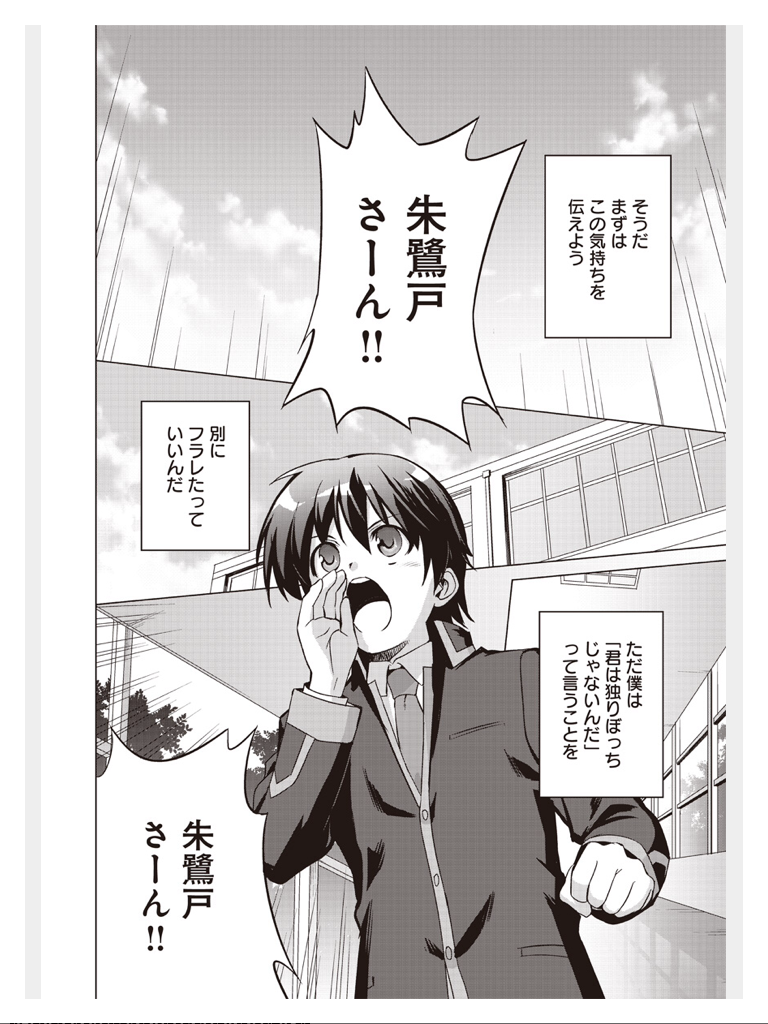 そうだ
まずは
この気持ちを
伝えよう
朱鷺戸
さーん!!
別に
フラレたって
いいんだ
ただ僕は
「君は独りぼっち
じゃないんだ」
って言うことを
朱鷺戸
さーん!!